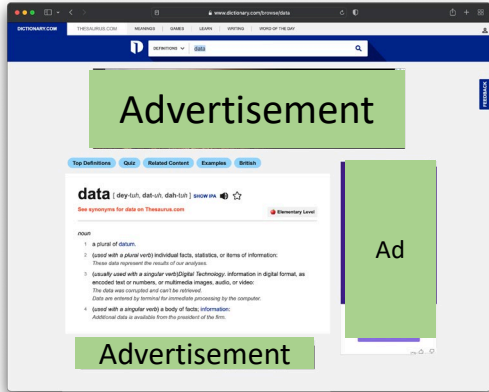 www.dictionary.com/browse/data
DICTIONARY.COM THESAURUS.COM MEANINGS GAMES LEARN WRITING WORD OF THE DAY
DEFINITIONS data
FEEDBACK
Advertisement
Top Definitions Quiz Related Content Examples British
data [ dey-tuh, dat-uh, dah-tuh ] SHOW IPA
See synonyms for data on Thesaurus.com
Elementary Level
noun
1 a plural of datum.
2 (used with a plural verb) individual facts, statistics, or items of information:
These data represent the results of our analyses.
3 (usually used with a singular verb)Digital Technology. information in digital format, as
encoded text or numbers, or multimedia images, audio, or video:
The data was corrupted and can't be retrieved.
Data are entered by terminal for immediate processing by the computer.
4 (used with a singular verb) a body of facts; information:
Additional data is available from the president of the firm.
Ad
Advertisement